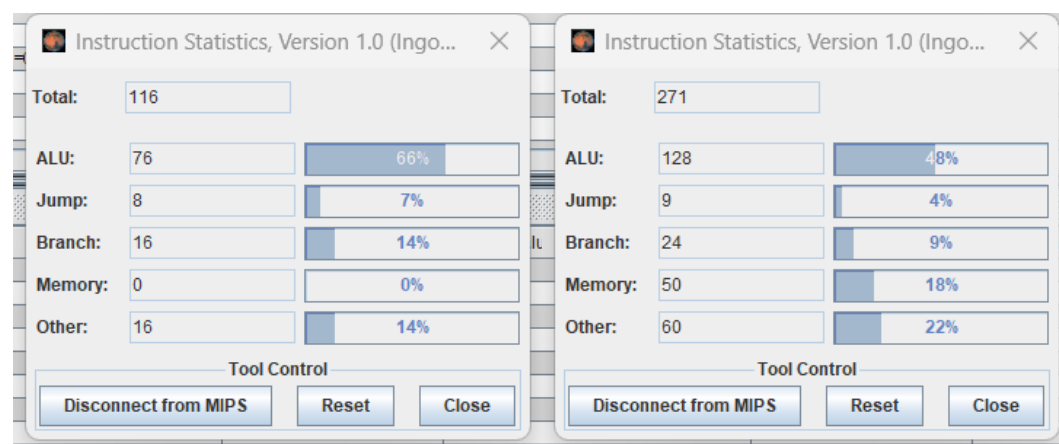 Instruction Statistics, Version 1.0 (Ingo...
Total: 116
ALU: 76 66%
Jump: 8 7%
Branch: 16 14%
Memory: 0 0%
Other: 16 14%
Tool Control
Disconnect from MIPS Reset Close
Instruction Statistics, Version 1.0 (Ingo...
Total: 271
ALU: 128 48%
Jump: 9 4%
Branch: 24 9%
Memory: 50 18%
Other: 60 22%
Tool Control
Disconnect from MIPS Reset Close